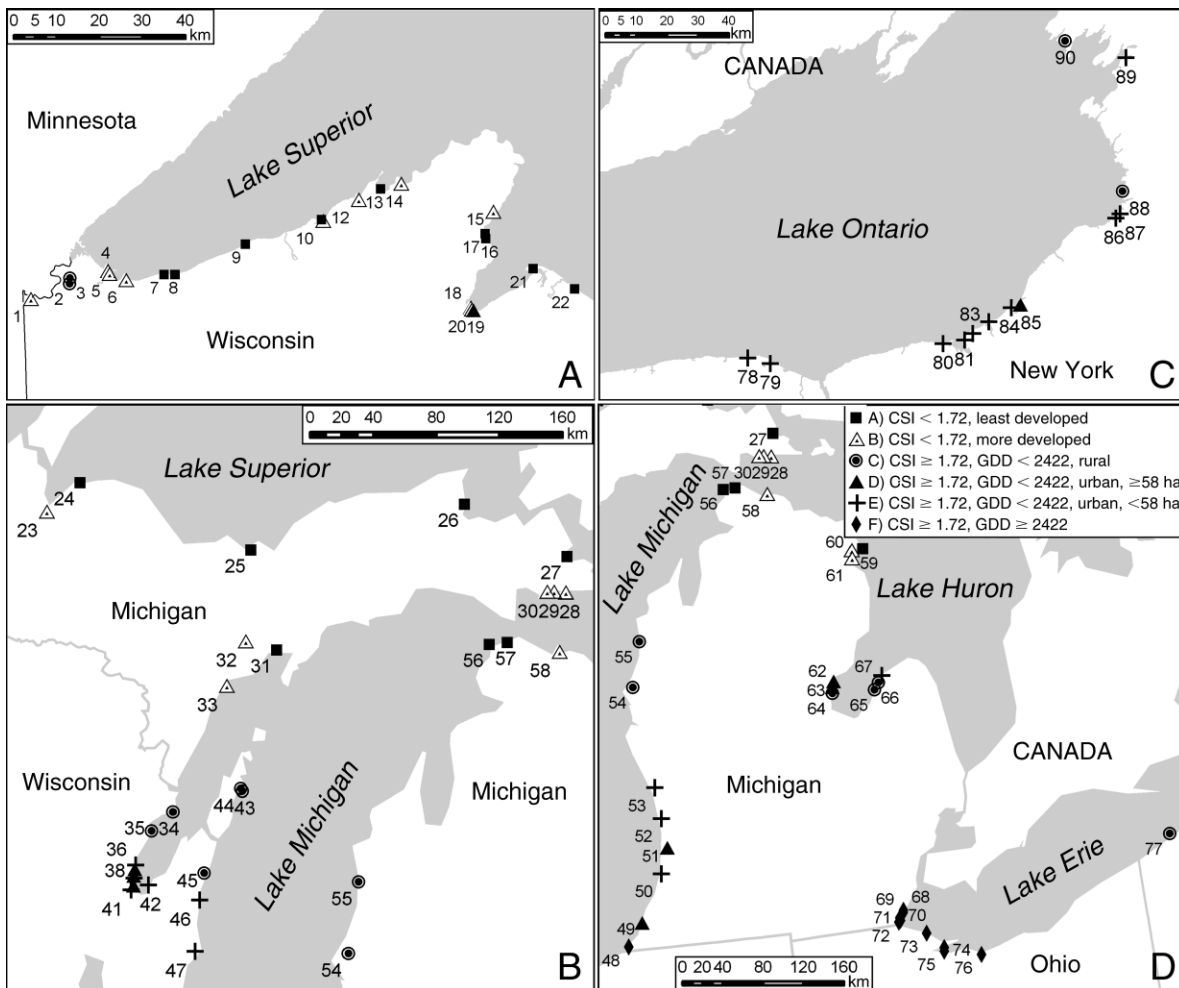 0 5 10 20 30 40
km
Minnesota
Lake Superior
Wisconsin
1
2
3
4
5
6
7
8
9
10
12
13
14
15
17
16
18
2019
21
22
A
0 5 10 20 30 40
km
CANADA
Lake Ontario
New York
90
89
88
86
87
83
84
85
80
81
78
79
C
0 20 40 80 120 160
km
Lake Superior
Michigan
Wisconsin
Lake Michigan
Michigan
24
23
25
26
27
302928
32
31
33
56
57
58
44
43
35
34
36
38
41
42
45
46
47
55
54
B
A) CSI < 1.72, least developed
B) CSI < 1.72, more developed
C) CSI ≥ 1.72, GDD < 2422, rural
D) CSI ≥ 1.72, GDD < 2422, urban, ≥58 ha
E) CSI ≥ 1.72, GDD < 2422, urban, <58 ha
F) CSI ≥ 1.72, GDD ≥ 2422
Lake Michigan
Lake Huron
CANADA
Michigan
Lake Erie
Ohio
27
302928
57
56
58
60
59
61
55
54
62
63
64
67
66
65
53
52
51
50
49
48
77
69
68
71
70
72
73
74
75
76
0 20 40 80 120 160
km
D